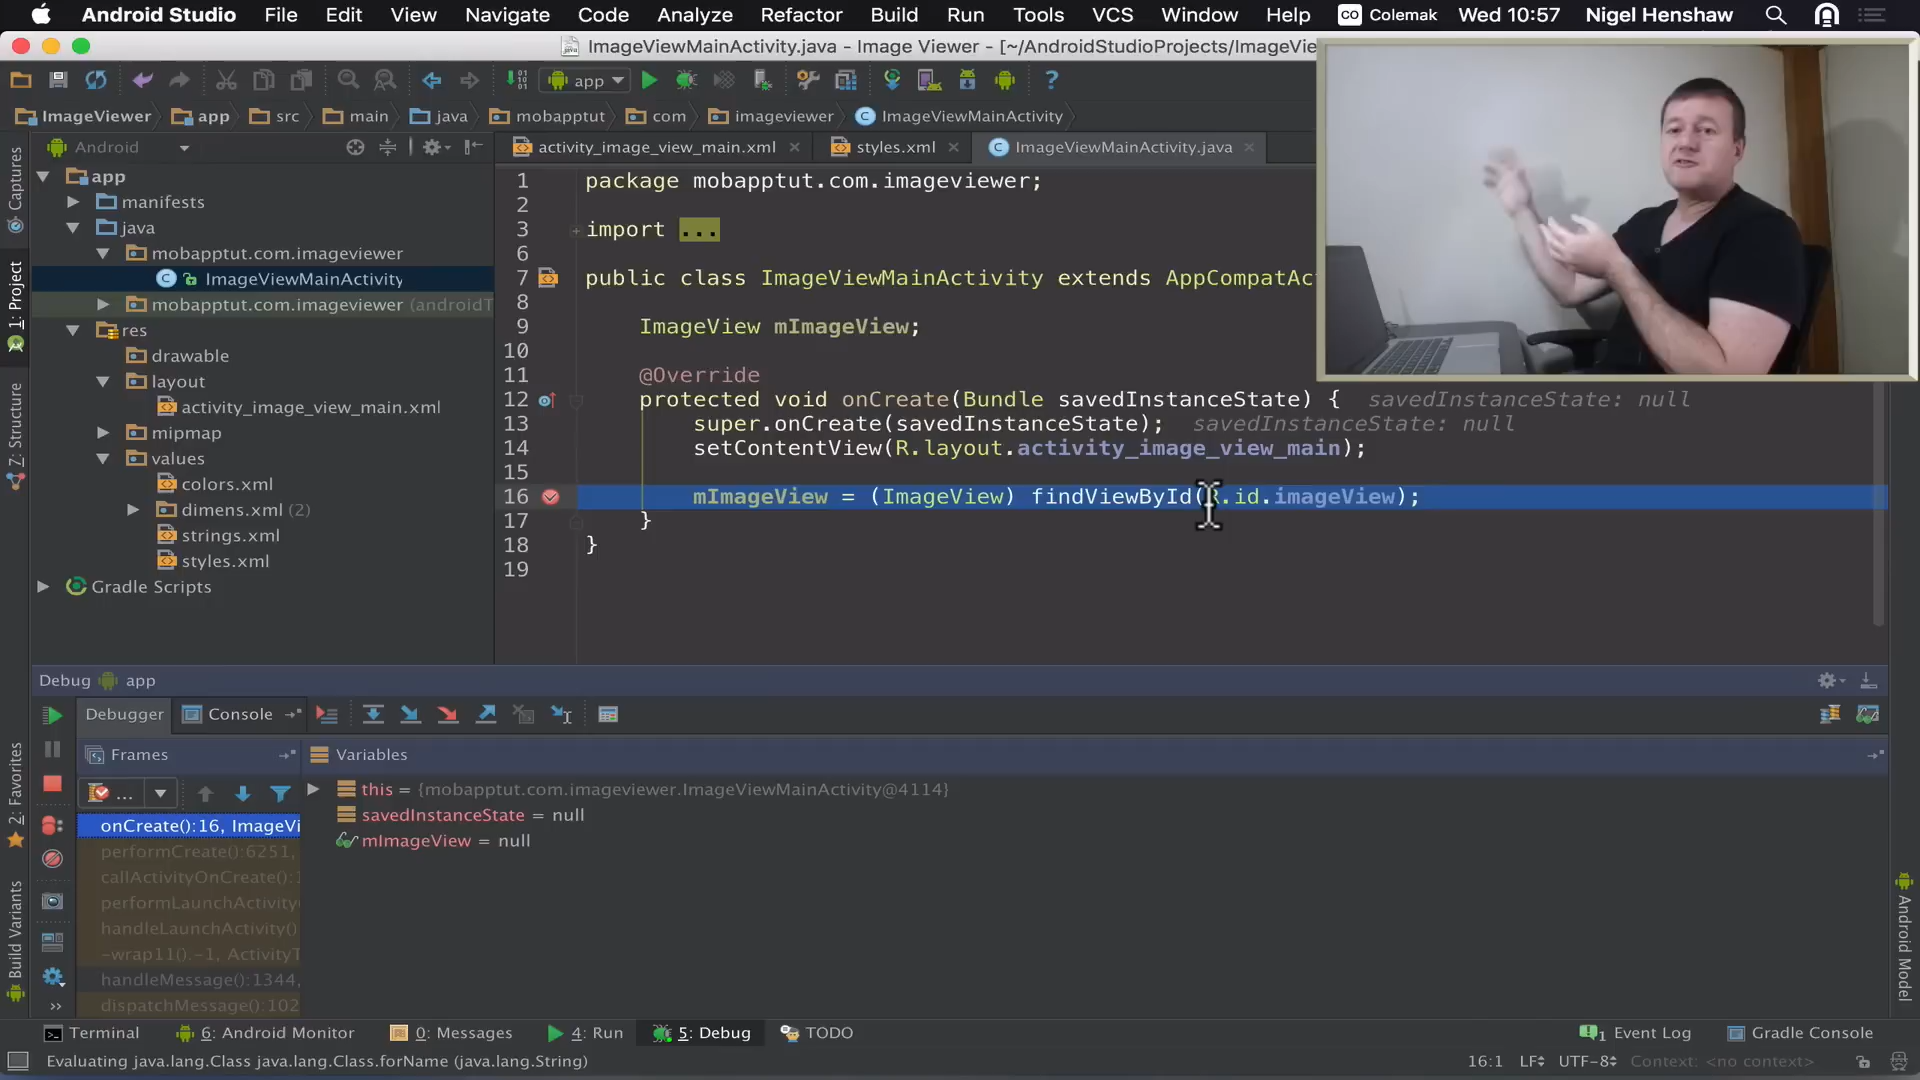 Android Studio File Edit View Navigate Code Analyze Refactor Build Run Tools VCS Window Help CO Colemak Wed 10:57 Nigel Henshaw
ImageViewMainActivity.java - Image Viewer - [~/AndroidStudioProjects/ImageVie
app
ImageViewer app src main java mobapptut com imageviewer ImageViewMainActivity
Android
activity_image_view_main.xml styles.xml ImageViewMainActivity.java
Captures
1: Project
7: Structure
2: Favorites
Build Variants
app
manifests
java
mobapptut.com.imageviewer
ImageViewMainActivity
mobapptut.com.imageviewer (androidT
res
drawable
layout
activity_image_view_main.xml
mipmap
values
colors.xml
dimens.xml (2)
strings.xml
styles.xml
Gradle Scripts
1 package mobapptut.com.imageviewer;
2
3 import ...
6
7 public class ImageViewMainActivity extends AppCompatAct
8
9 ImageView mImageView;
10
11 @Override
12 protected void onCreate(Bundle savedInstanceState) { savedInstanceState: null
13 super.onCreate(savedInstanceState); savedInstanceState: null
14 setContentView(R.layout.activity_image_view_main);
15
16 mImageView = (ImageView) findViewById(R.id.imageView);
17 }
18 }
19
Debug app
Debugger Console
Frames Variables
...
onCreate():16, ImageVi
performCreate():6251,
callActivityOnCreate():1
performLaunchActivity
handleLaunchActivity()
-wrap11().-1, ActivityT
handleMessage():1344,
dispatchMessage():102
this = {mobapptut.com.imageviewer.ImageViewMainActivity@4114}
savedInstanceState = null
mImageView = null
Android Model
Terminal 6: Android Monitor 0: Messages 4: Run 5: Debug TODO 1 Event Log Gradle Console
Evaluating java.lang.Class java.lang.Class.forName (java.lang.String) 16:1 LF UTF-8 Context: <no context>